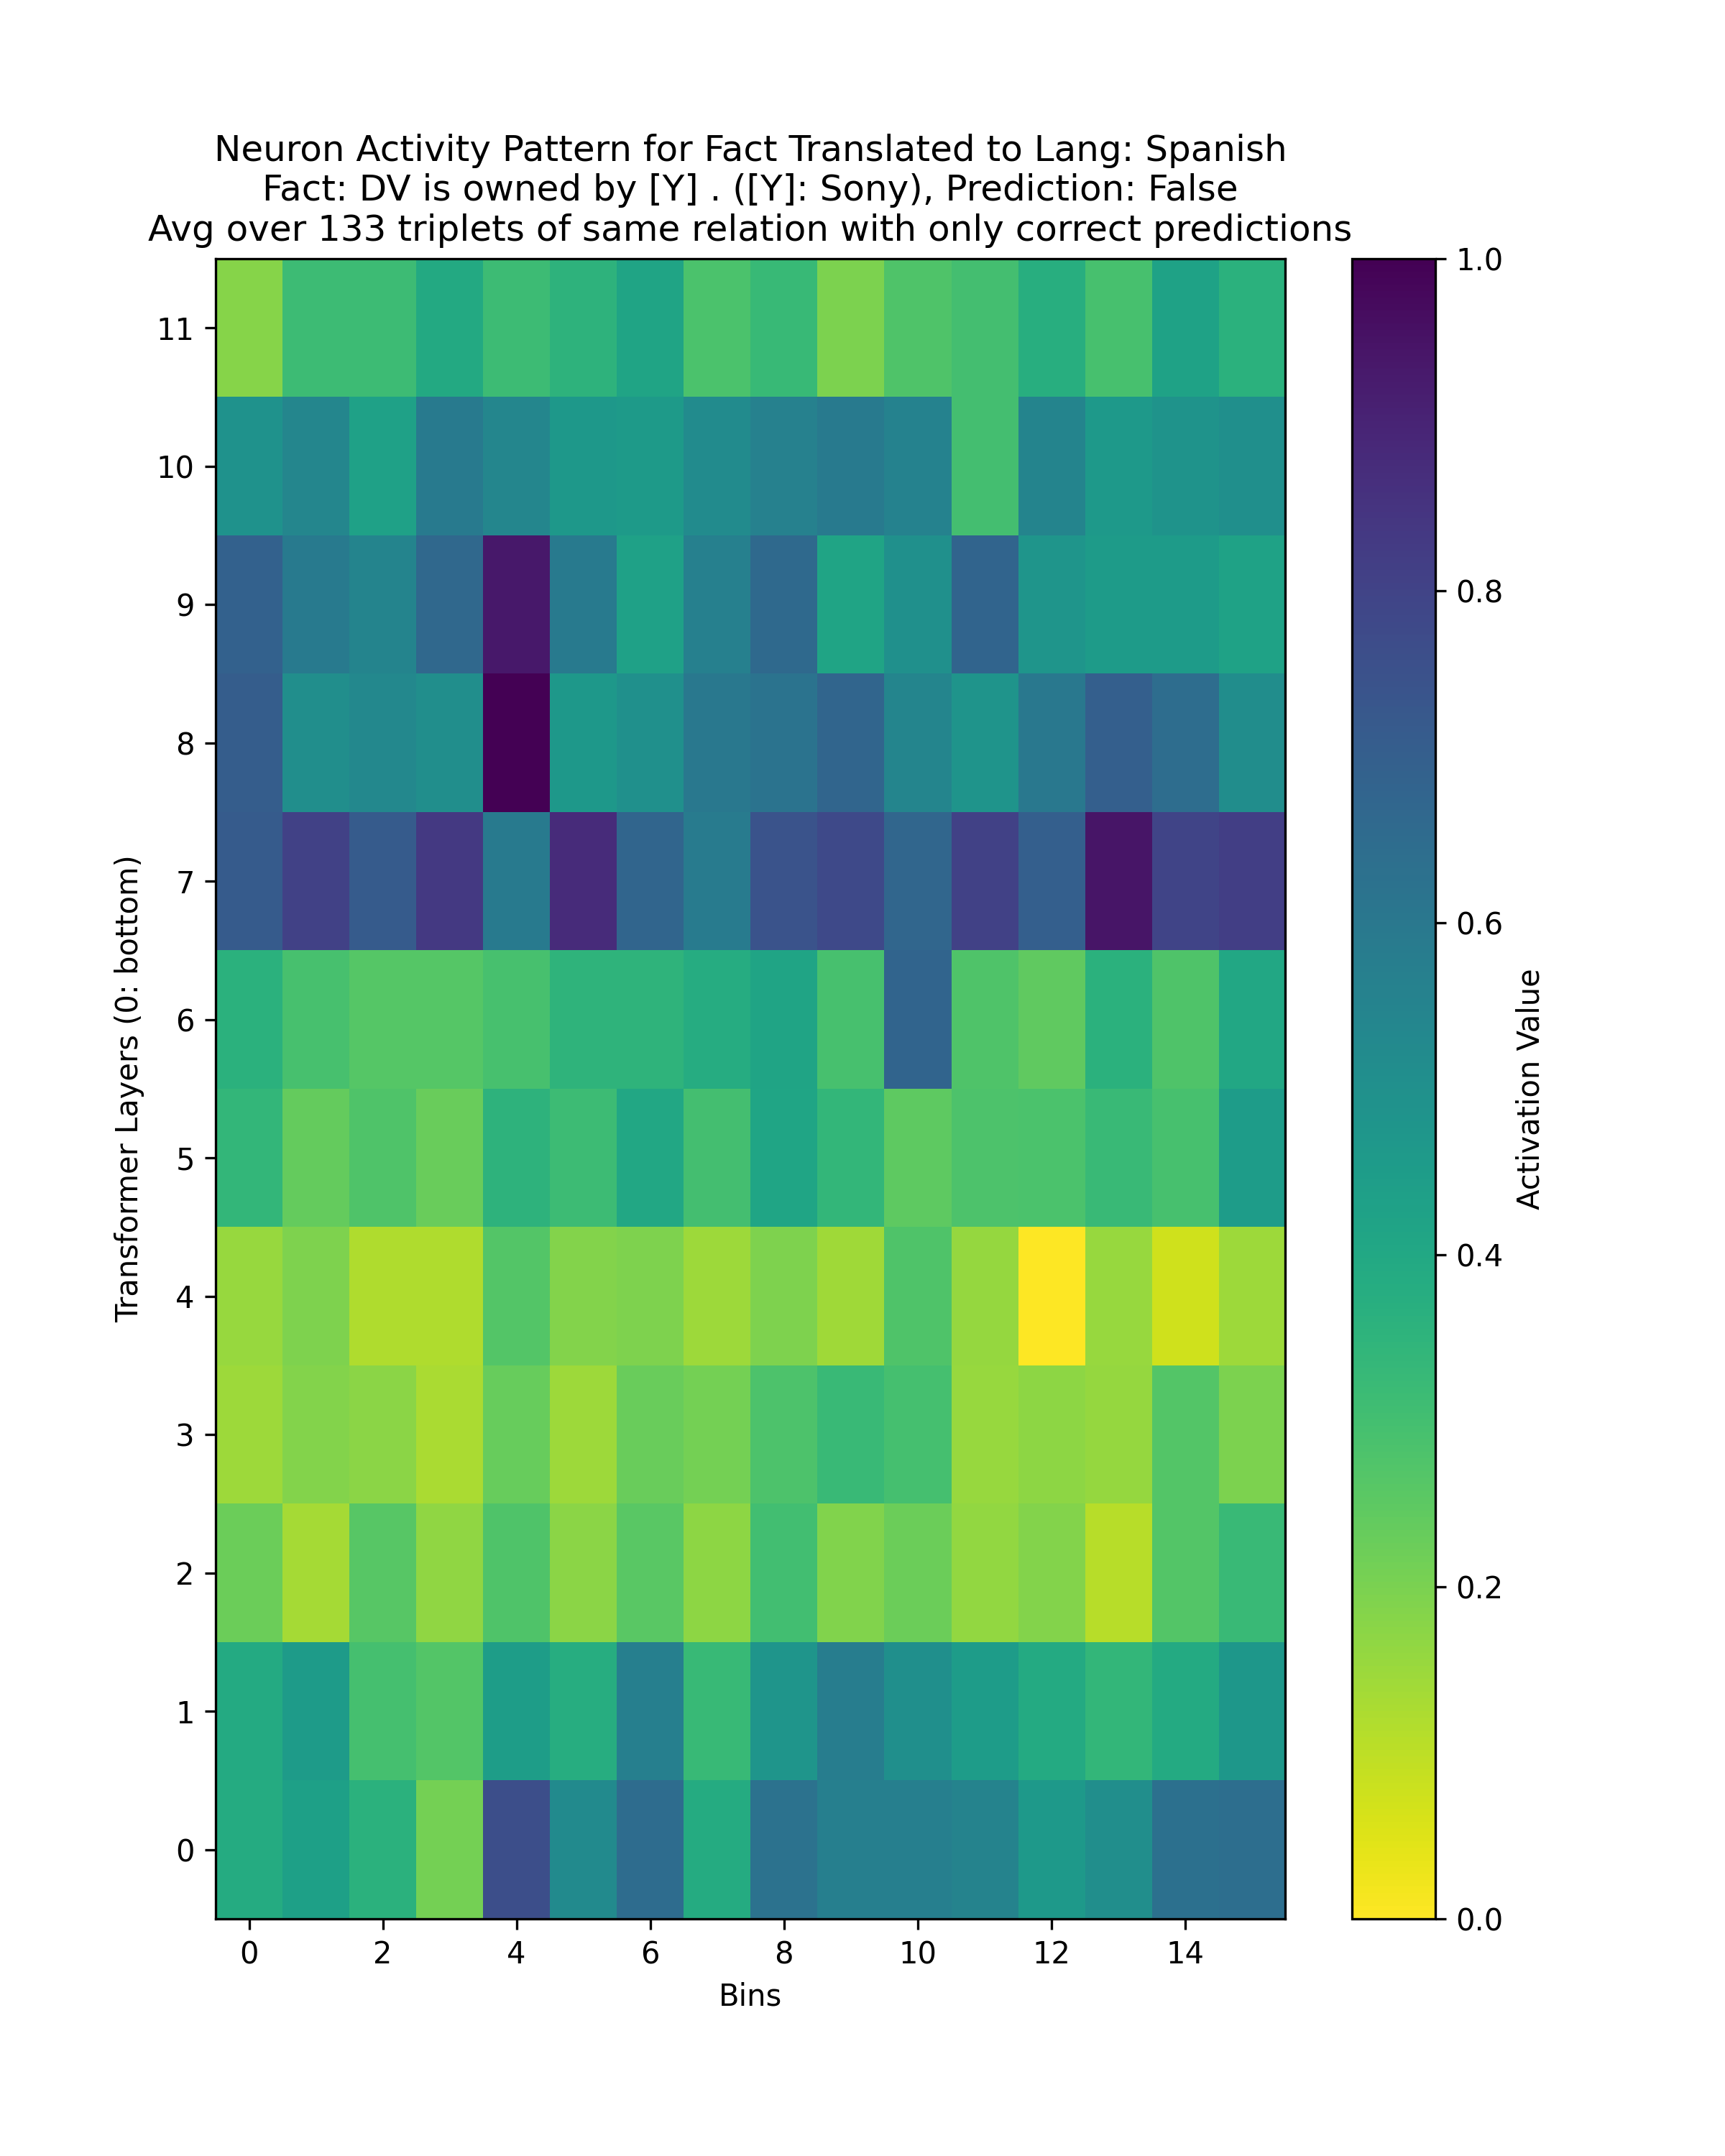 Neuron Activity Pattern for Fact Translated to Lang: Spanish
Fact: DV is owned by [Y] . ([Y]: Sony), Prediction: False
Avg over 133 triplets of same relation with only correct predictions
Transformer Layers (0: bottom)
11
10
9
8
7
6
5
4
3
2
1
0
0 2 4 6 8 10 12 14
Bins
1.0
0.8
0.6
0.4
0.2
0.0
Activation Value